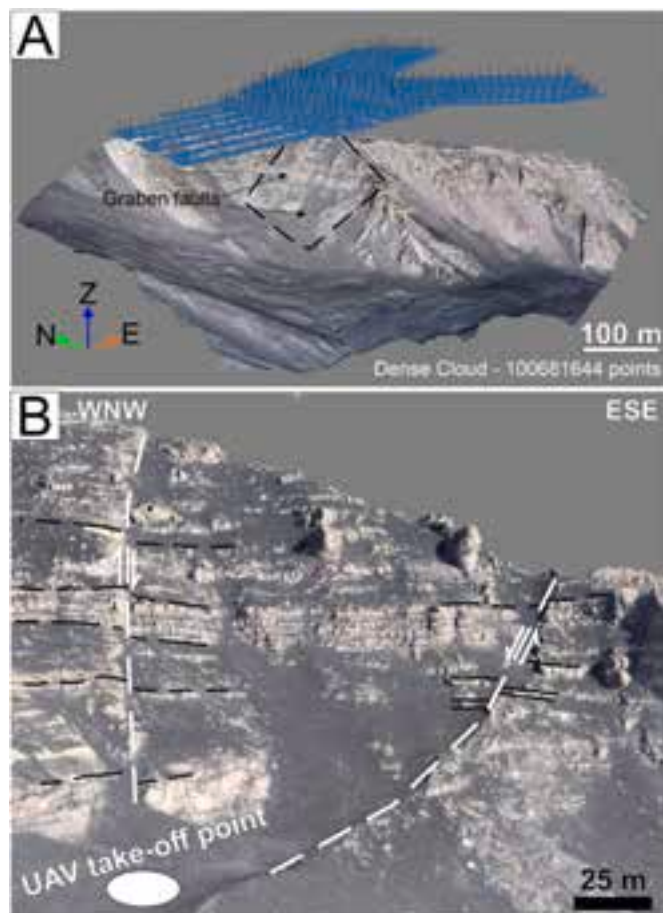 A
Graben faults
Z
N
E
100 m
Dense Cloud - 100681644 points
B
WNW
ESE
UAV take-off point
25 m